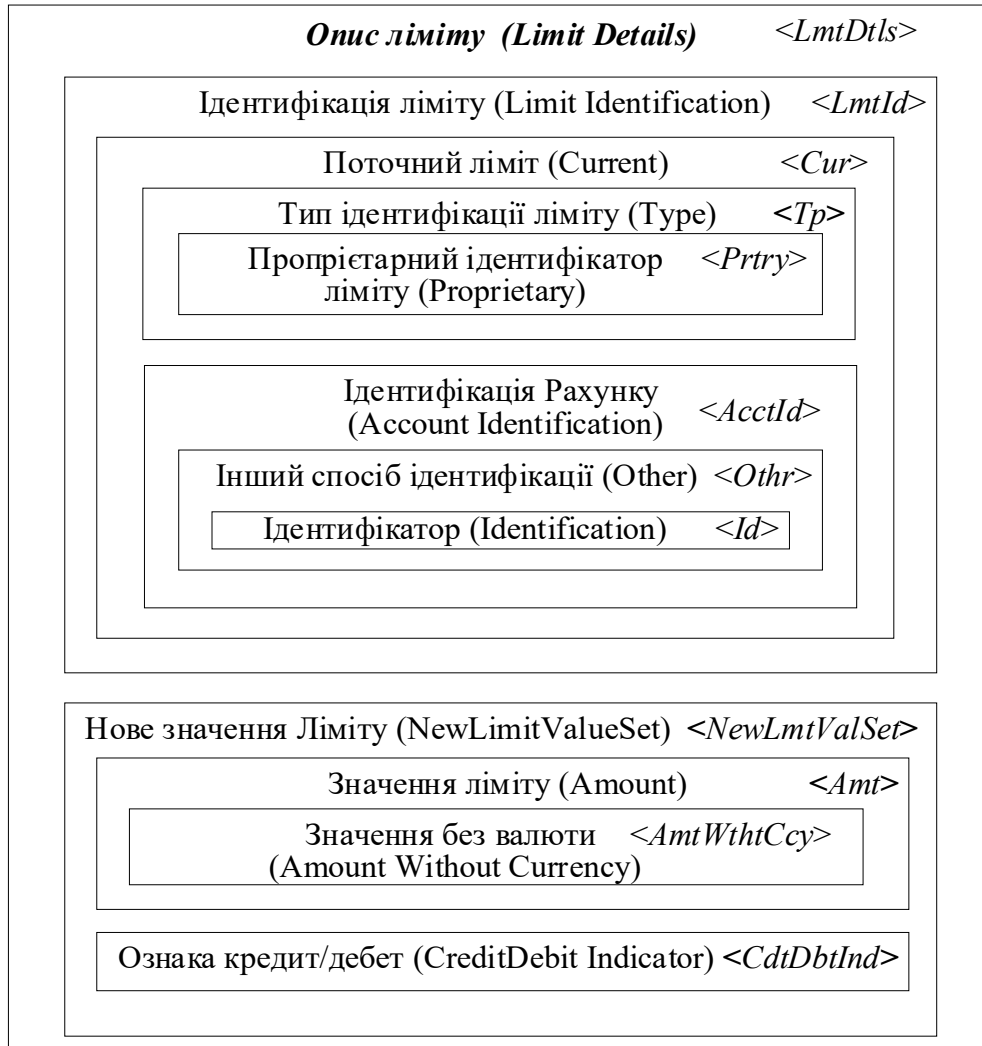 Опис ліміту (Limit Details) <LmtDtls>
Ідентифікація ліміту (Limit Identification) <LmtId>
Поточний ліміт (Current) <Cur>
Тип ідентифікації ліміту (Type) <Tp>
Пропрієтарний ідентифікатор <Prtry>
ліміту (Proprietary)
Ідентифікація Рахунку
(Account Identification) <AcctId>
Інший спосіб ідентифікації (Other) <Othr>
Ідентифікатор (Identification) <Id>
Нове значення Ліміту (NewLimitValueSet) <NewLmtValSet>
Значення ліміту (Amount) <Amt>
Значення без валюти <AmtWthtCcy>
(Amount Without Currency)
Ознака кредит/дебет (CreditDebit Indicator) <CdtDbtInd>